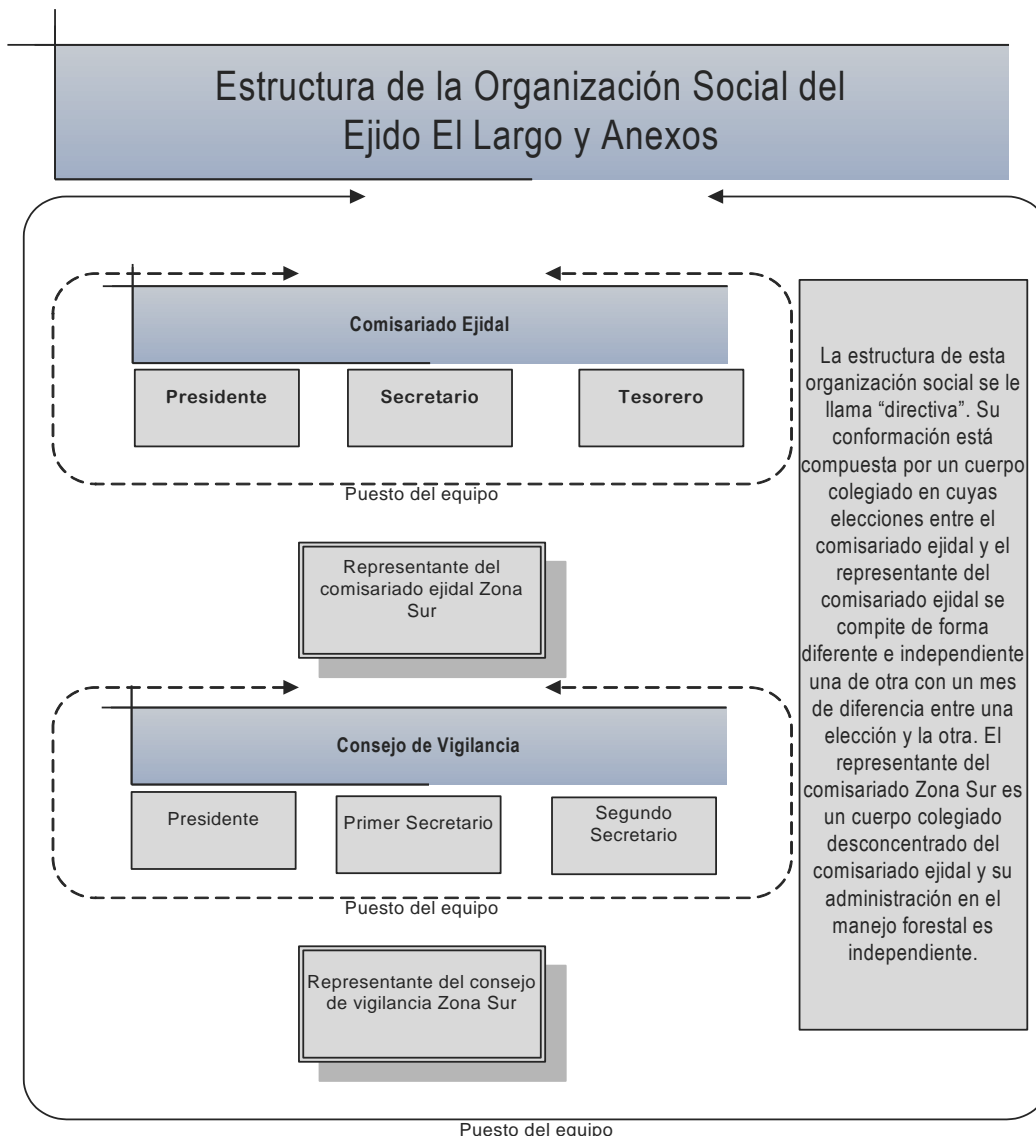 Estructura de la Organización Social del
Ejido El Largo y Anexos
Comisariado Ejidal
Presidente
Secretario
Tesorero
Puesto del equipo
Representante del
comisariado ejidal Zona
Sur
Consejo de Vigilancia
Presidente
Primer Secretario
Segundo
Secretario
Puesto del equipo
Representante del consejo
de vigilancia Zona Sur
La estructura de esta
organización social se le
llama “directiva”. Su
conformación está
compuesta por un cuerpo
colegiado en cuyas
elecciones entre el
comisariado ejidal y el
representante del
comisariado ejidal se
compite de forma
diferente e independiente
una de otra con un mes
de diferencia entre una
elección y la otra. El
representante del
comisariado Zona Sur es
un cuerpo colegiado
desconcentrado del
comisariado ejidal y su
administración en el
manejo forestal es
independiente.
Puesto del equipo